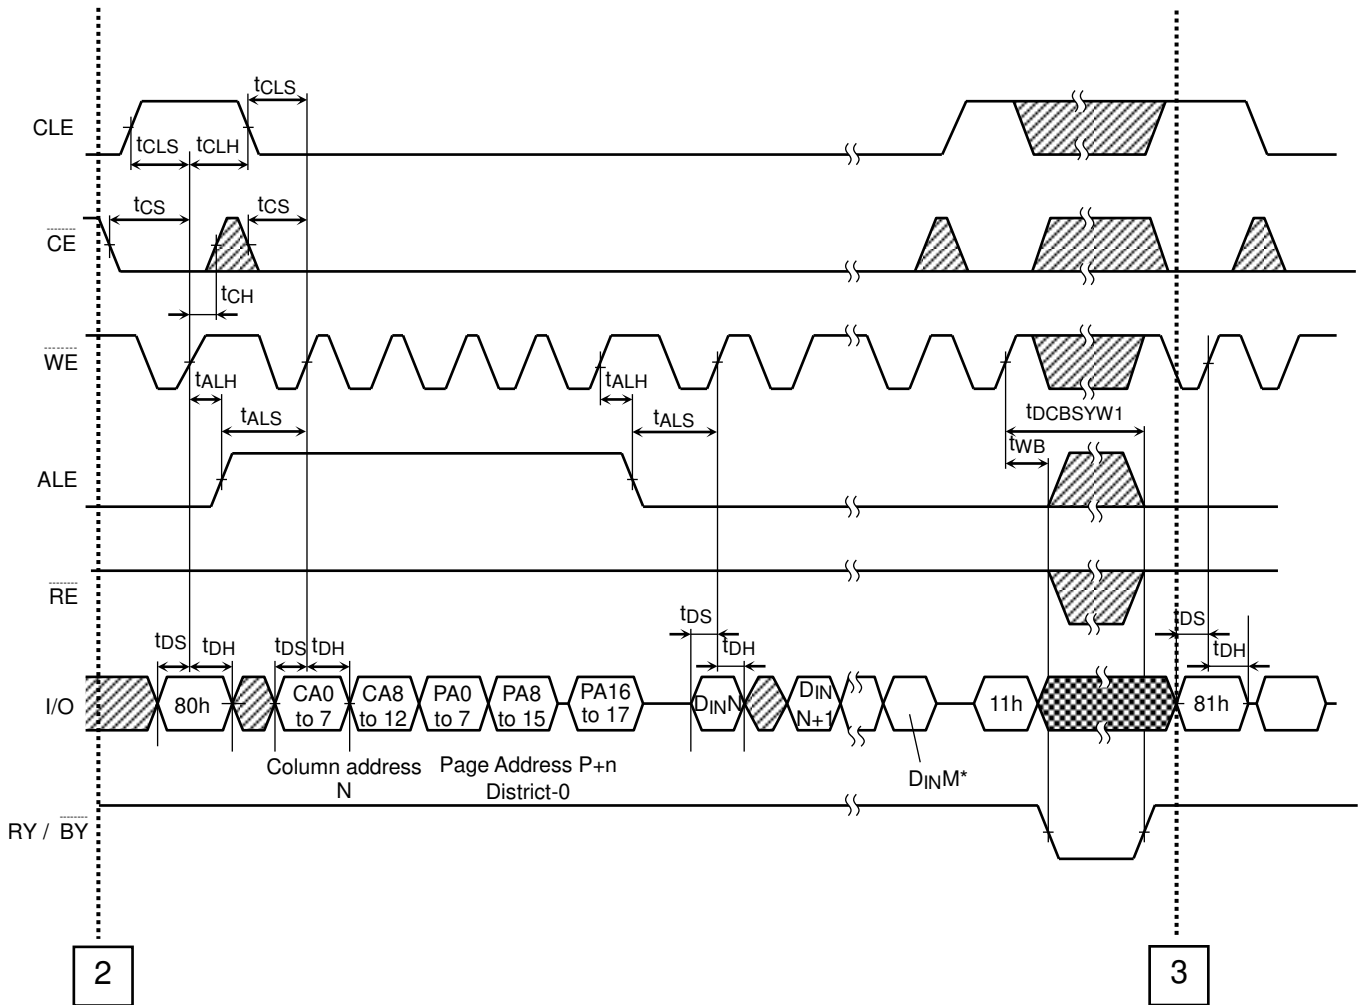 tCLS
CLE
tCLS
tCLH
tCS
tCS
CE
tCH
WE
tALH
tALH
tALS
tALS
tDCBSYW1
tWB
ALE
RE
tDS
tDH
tDS
tDH
tDS
tDH
tDS
tDH
I/O
80h
CA0
to 7
CA8
to 12
PA0
to 7
PA8
to 15
PA16
to 17
DINN
DIN
N+1
11h
81h
Column address
N
Page Address P+n
District-0
DINM*
RY / BY
2
3